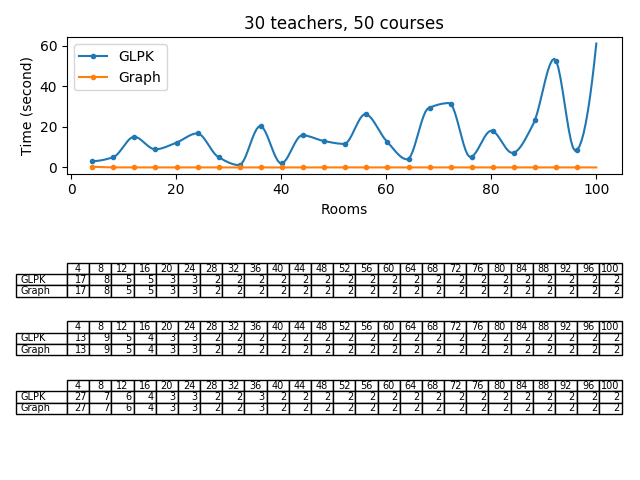 30 teachers, 50 courses
GLPK
Graph
Time (second)
60
40
20
0
0 20 40 60 80 100
Rooms
4 8 12 16 20 24 28 32 36 40 44 48 52 56 60 64 68 72 76 80 84 88 92 96 100
GLPK 17 8 5 5 3 3 2 2 2 2 2 2 2 2 2 2 2 2 2 2 2 2 2 2 2
Graph 17 8 5 5 3 3 2 2 2 2 2 2 2 2 2 2 2 2 2 2 2 2 2 2 2
4 8 12 16 20 24 28 32 36 40 44 48 52 56 60 64 68 72 76 80 84 88 92 96 100
GLPK 13 9 5 4 3 3 2 2 2 2 2 2 2 2 2 2 2 2 2 2 2 2 2 2 2
Graph 13 9 5 4 3 3 2 2 2 2 2 2 2 2 2 2 2 2 2 2 2 2 2 2 2
4 8 12 16 20 24 28 32 36 40 44 48 52 56 60 64 68 72 76 80 84 88 92 96 100
GLPK 27 7 6 4 3 3 2 2 3 2 2 2 2 2 2 2 2 2 2 2 2 2 2 2 2
Graph 27 7 6 4 3 3 2 2 3 2 2 2 2 2 2 2 2 2 2 2 2 2 2 2 2